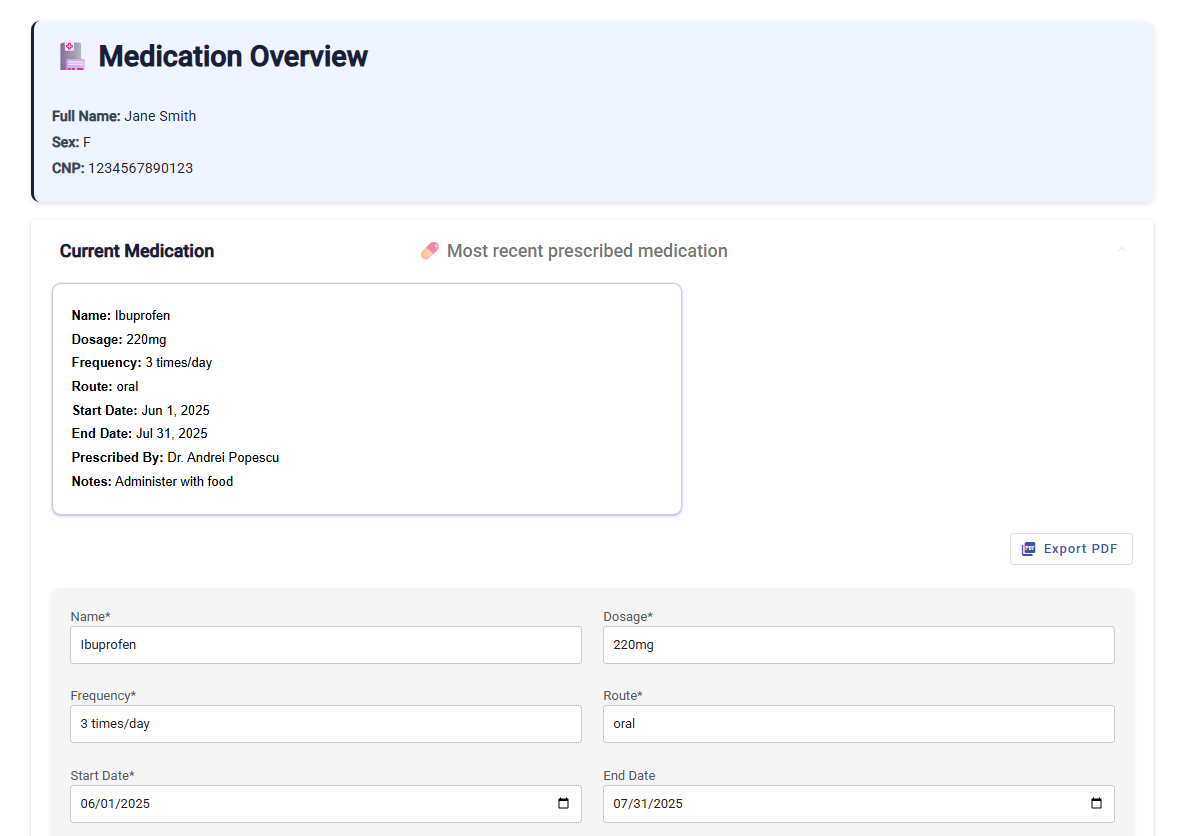 Medication Overview
Full Name: Jane Smith
Sex: F
CNP: 1234567890123
Current Medication
Most recent prescribed medication
Name: Ibuprofen
Dosage: 220mg
Frequency: 3 times/day
Route: oral
Start Date: Jun 1, 2025
End Date: Jul 31, 2025
Prescribed By: Dr. Andrei Popescu
Notes: Administer with food
PDF Export PDF
Name* Dosage*
Ibuprofen 220mg
Frequency* Route*
3 times/day oral
Start Date* End Date
06/01/2025 07/31/2025